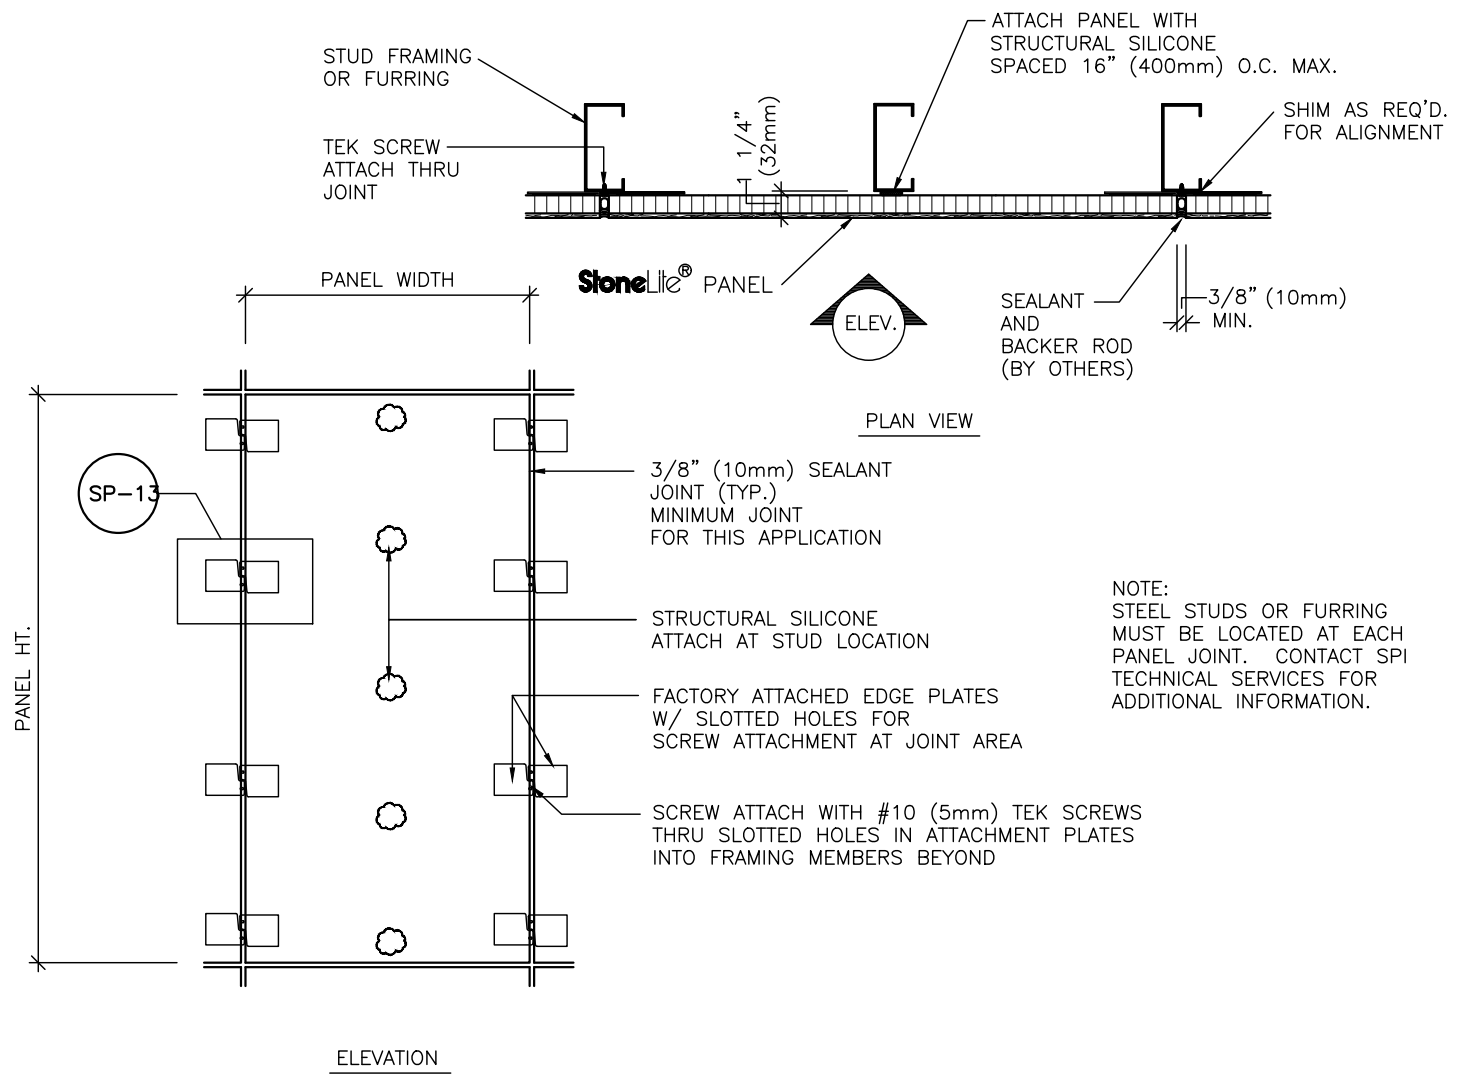 ATTACH PANEL WITH
STRUCTURAL SILICONE
SPACED 16" (400mm) O.C. MAX.
STUD FRAMING
OR FURRING
TEK SCREW
ATTACH THRU
JOINT
1 1/4"
(32mm)
SHIM AS REQ'D.
FOR ALIGNMENT
StoneLite® PANEL
ELEV.
SEALANT
AND
BACKER ROD
(BY OTHERS)
3/8" (10mm)
MIN.
PLAN VIEW
PANEL WIDTH
SP-13
PANEL HT.
3/8" (10mm) SEALANT
JOINT (TYP.)
MINIMUM JOINT
FOR THIS APPLICATION
STRUCTURAL SILICONE
ATTACH AT STUD LOCATION
FACTORY ATTACHED EDGE PLATES
W/ SLOTTED HOLES FOR
SCREW ATTACHMENT AT JOINT AREA
SCREW ATTACH WITH #10 (5mm) TEK SCREWS
THRU SLOTTED HOLES IN ATTACHMENT PLATES
INTO FRAMING MEMBERS BEYOND
NOTE:
STEEL STUDS OR FURRING
MUST BE LOCATED AT EACH
PANEL JOINT. CONTACT SPI
TECHNICAL SERVICES FOR
ADDITIONAL INFORMATION.
ELEVATION